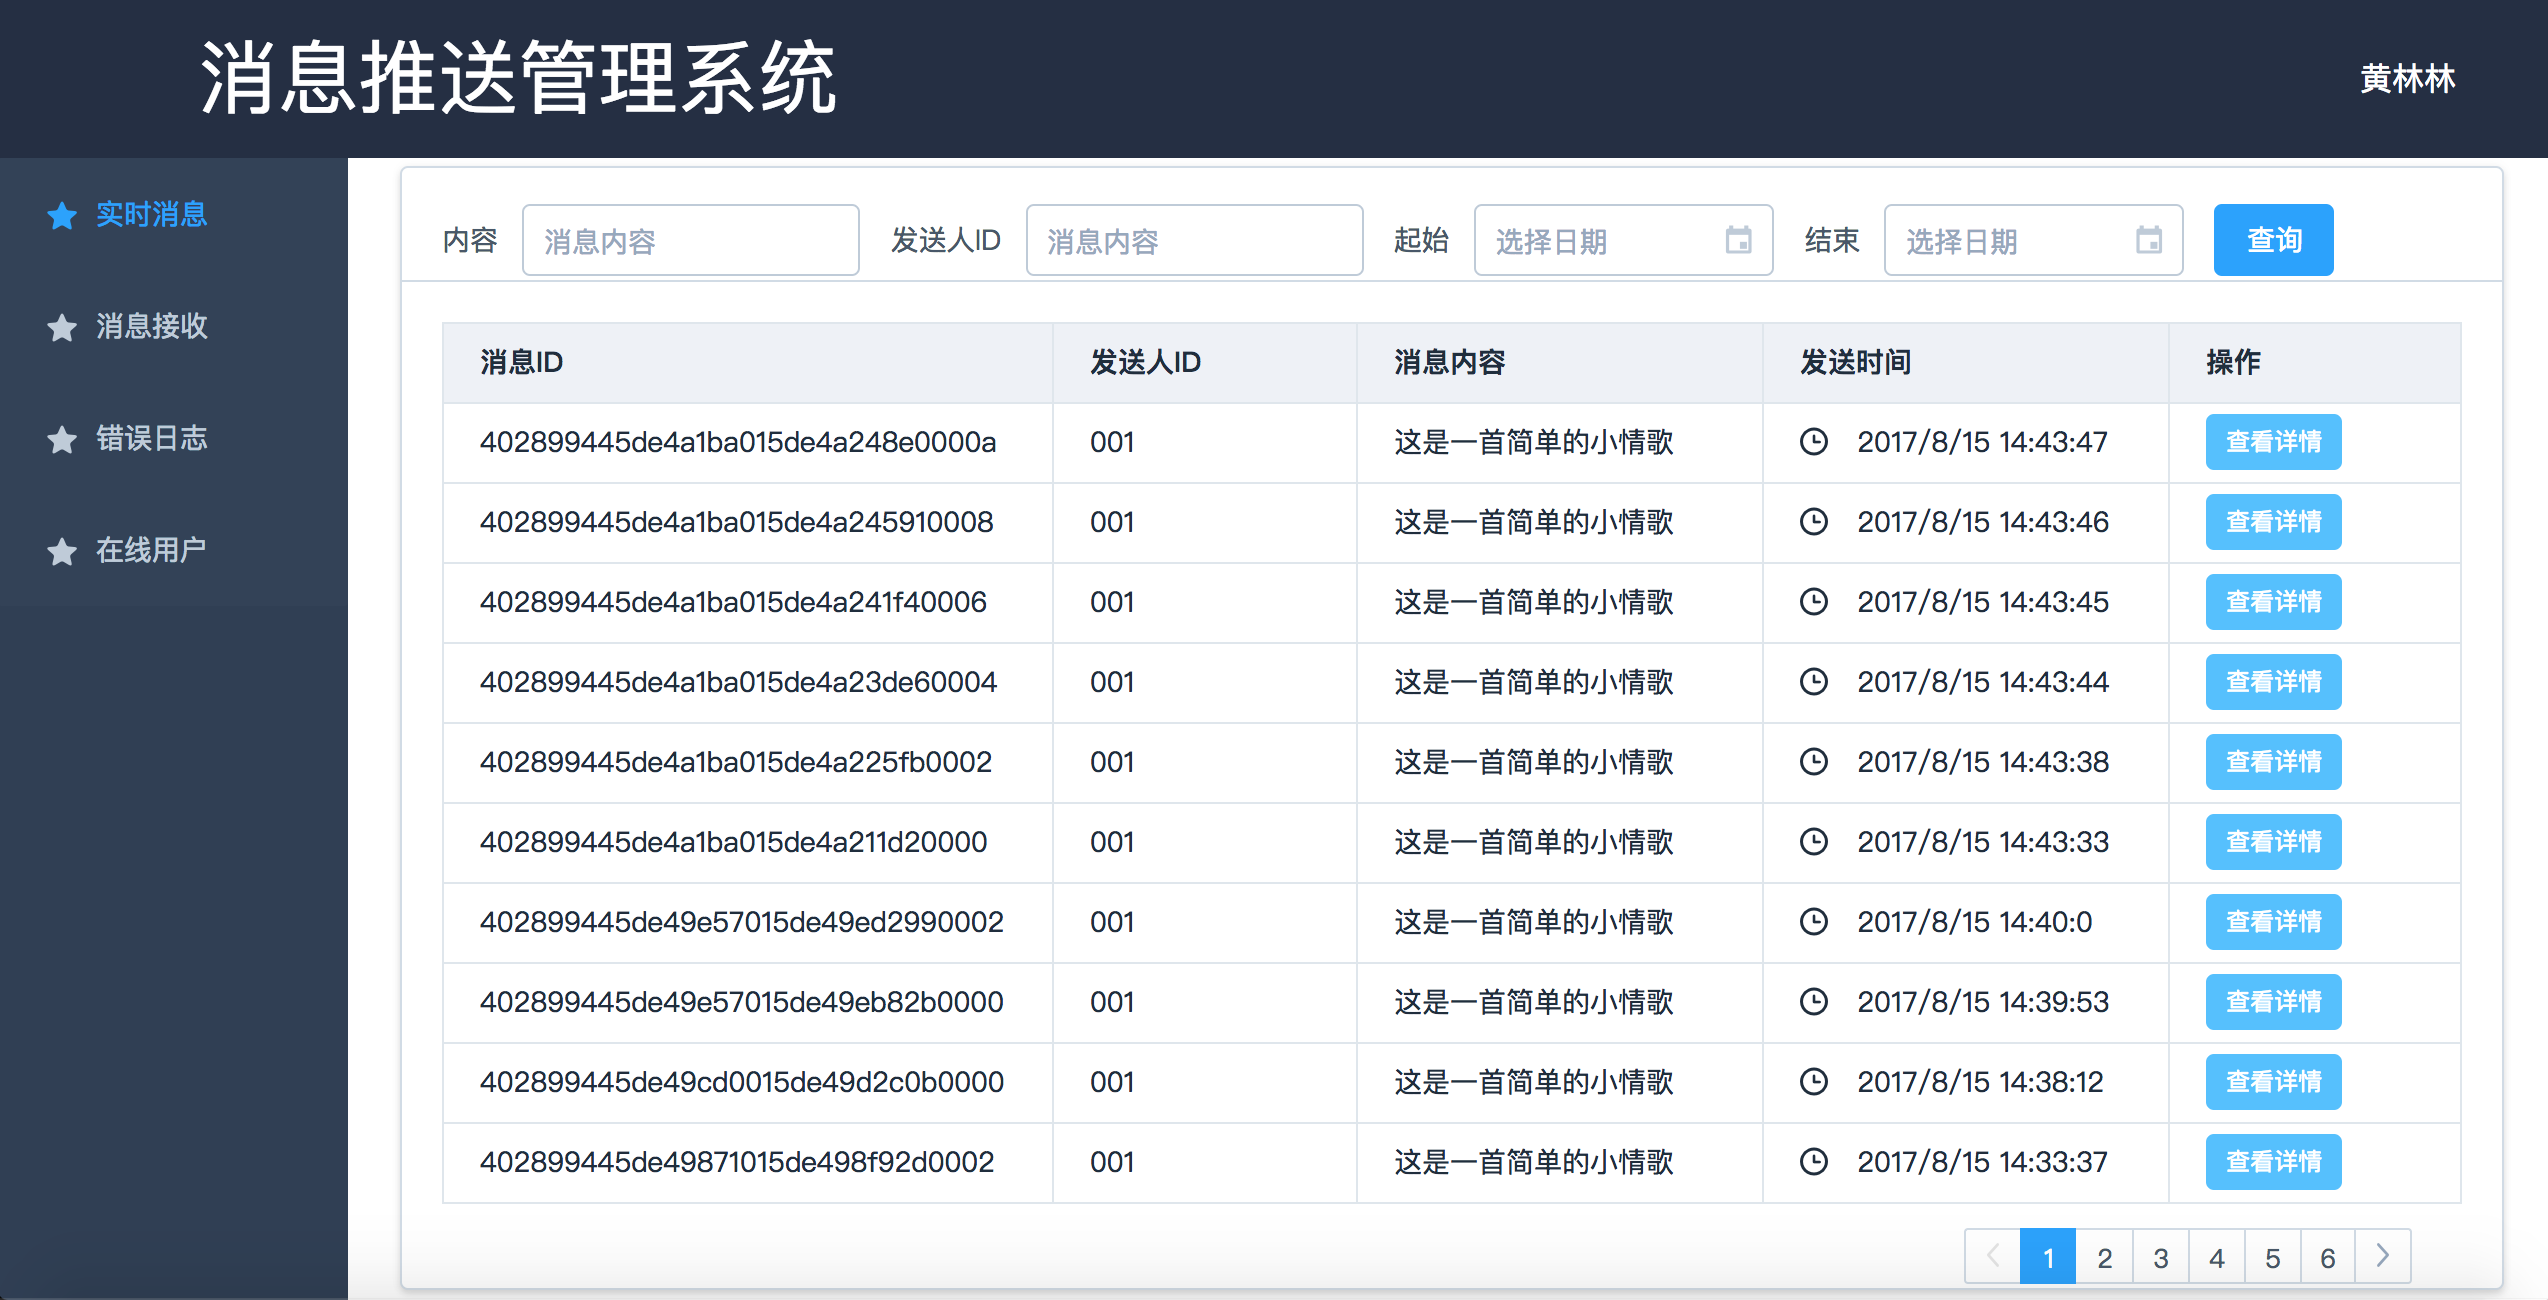 消息推送管理系统
黄林林
实时消息
消息接收
错误日志
在线用户
内容 消息内容 发送人ID 消息内容 起始 选择日期 结束 选择日期 查询
消息ID 发送人ID 消息内容 发送时间 操作
402899445de4a1ba015de4a248e0000a 001 这是一首简单的小情歌 2017/8/15 14:43:47 查看详情
402899445de4a1ba015de4a245910008 001 这是一首简单的小情歌 2017/8/15 14:43:46 查看详情
402899445de4a1ba015de4a241f40006 001 这是一首简单的小情歌 2017/8/15 14:43:45 查看详情
402899445de4a1ba015de4a23de60004 001 这是一首简单的小情歌 2017/8/15 14:43:44 查看详情
402899445de4a1ba015de4a225fb0002 001 这是一首简单的小情歌 2017/8/15 14:43:38 查看详情
402899445de4a1ba015de4a211d20000 001 这是一首简单的小情歌 2017/8/15 14:43:33 查看详情
402899445de49e57015de49ed2990002 001 这是一首简单的小情歌 2017/8/15 14:40:0 查看详情
402899445de49e57015de49eb82b0000 001 这是一首简单的小情歌 2017/8/15 14:39:53 查看详情
402899445de49cd0015de49d2c0b0000 001 这是一首简单的小情歌 2017/8/15 14:38:12 查看详情
402899445de49871015de498f92d0002 001 这是一首简单的小情歌 2017/8/15 14:33:37 查看详情
1 2 3 4 5 6